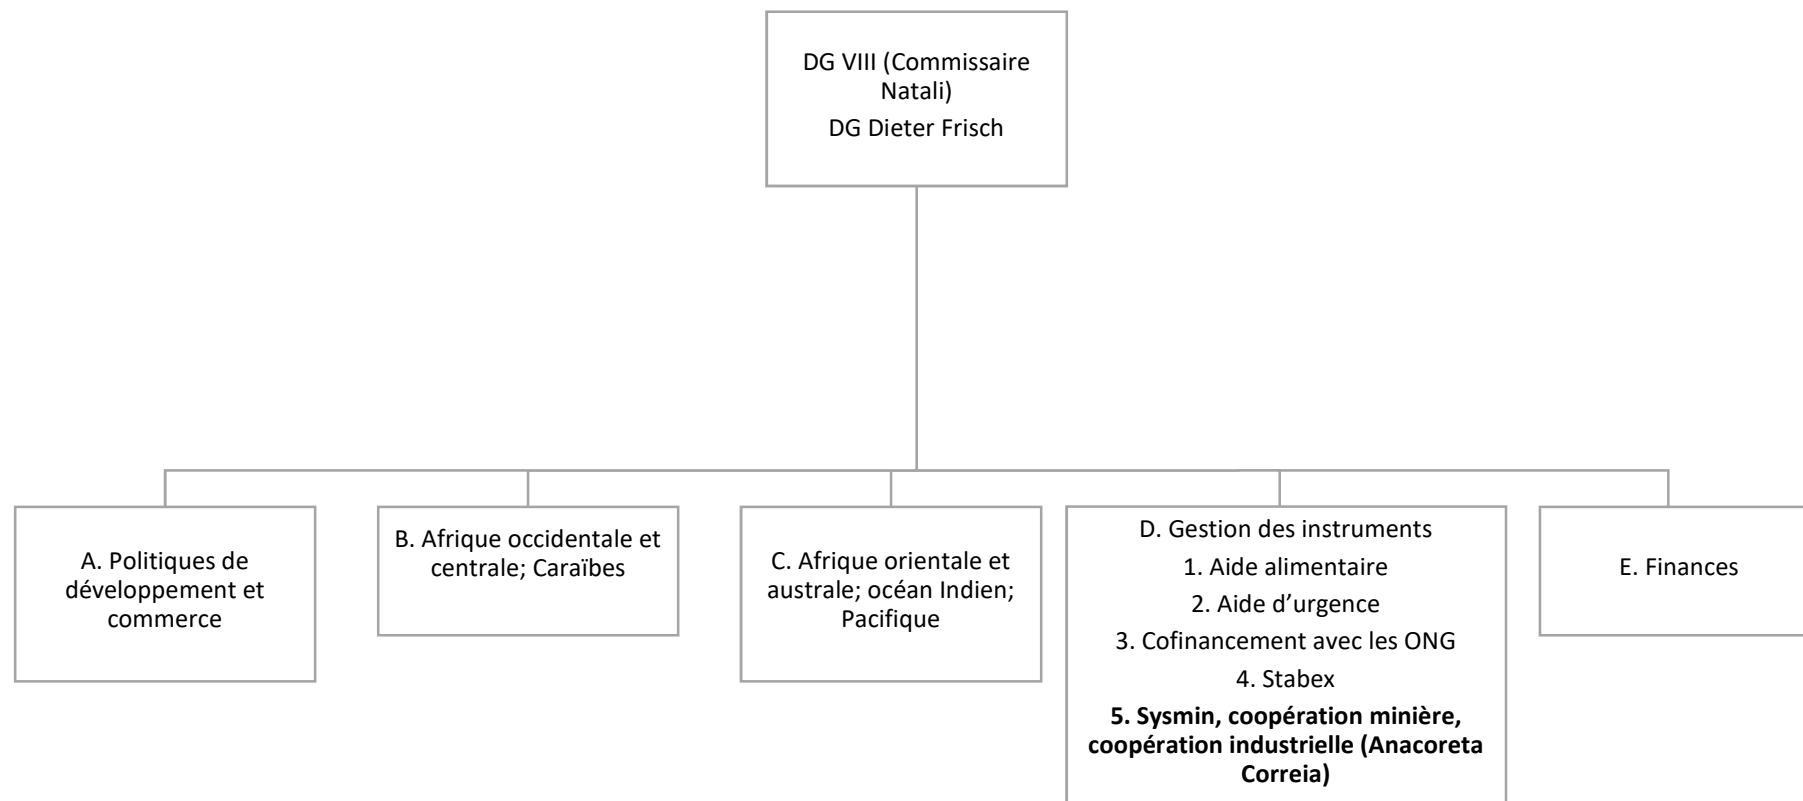 DG VIII (Commissaire
Natali)
DG Dieter Frisch
A. Politiques de
développement et
commerce
B. Afrique occidentale et
centrale; Caraïbes
C. Afrique orientale et
australe; océan Indien;
Pacifique
D. Gestion des instruments
1. Aide alimentaire
2. Aide d’urgence
3. Cofinancement avec les ONG
4. Stabex
5. Sysmin, coopération minière,
coopération industrielle (Anacoreta
Correia)
E. Finances